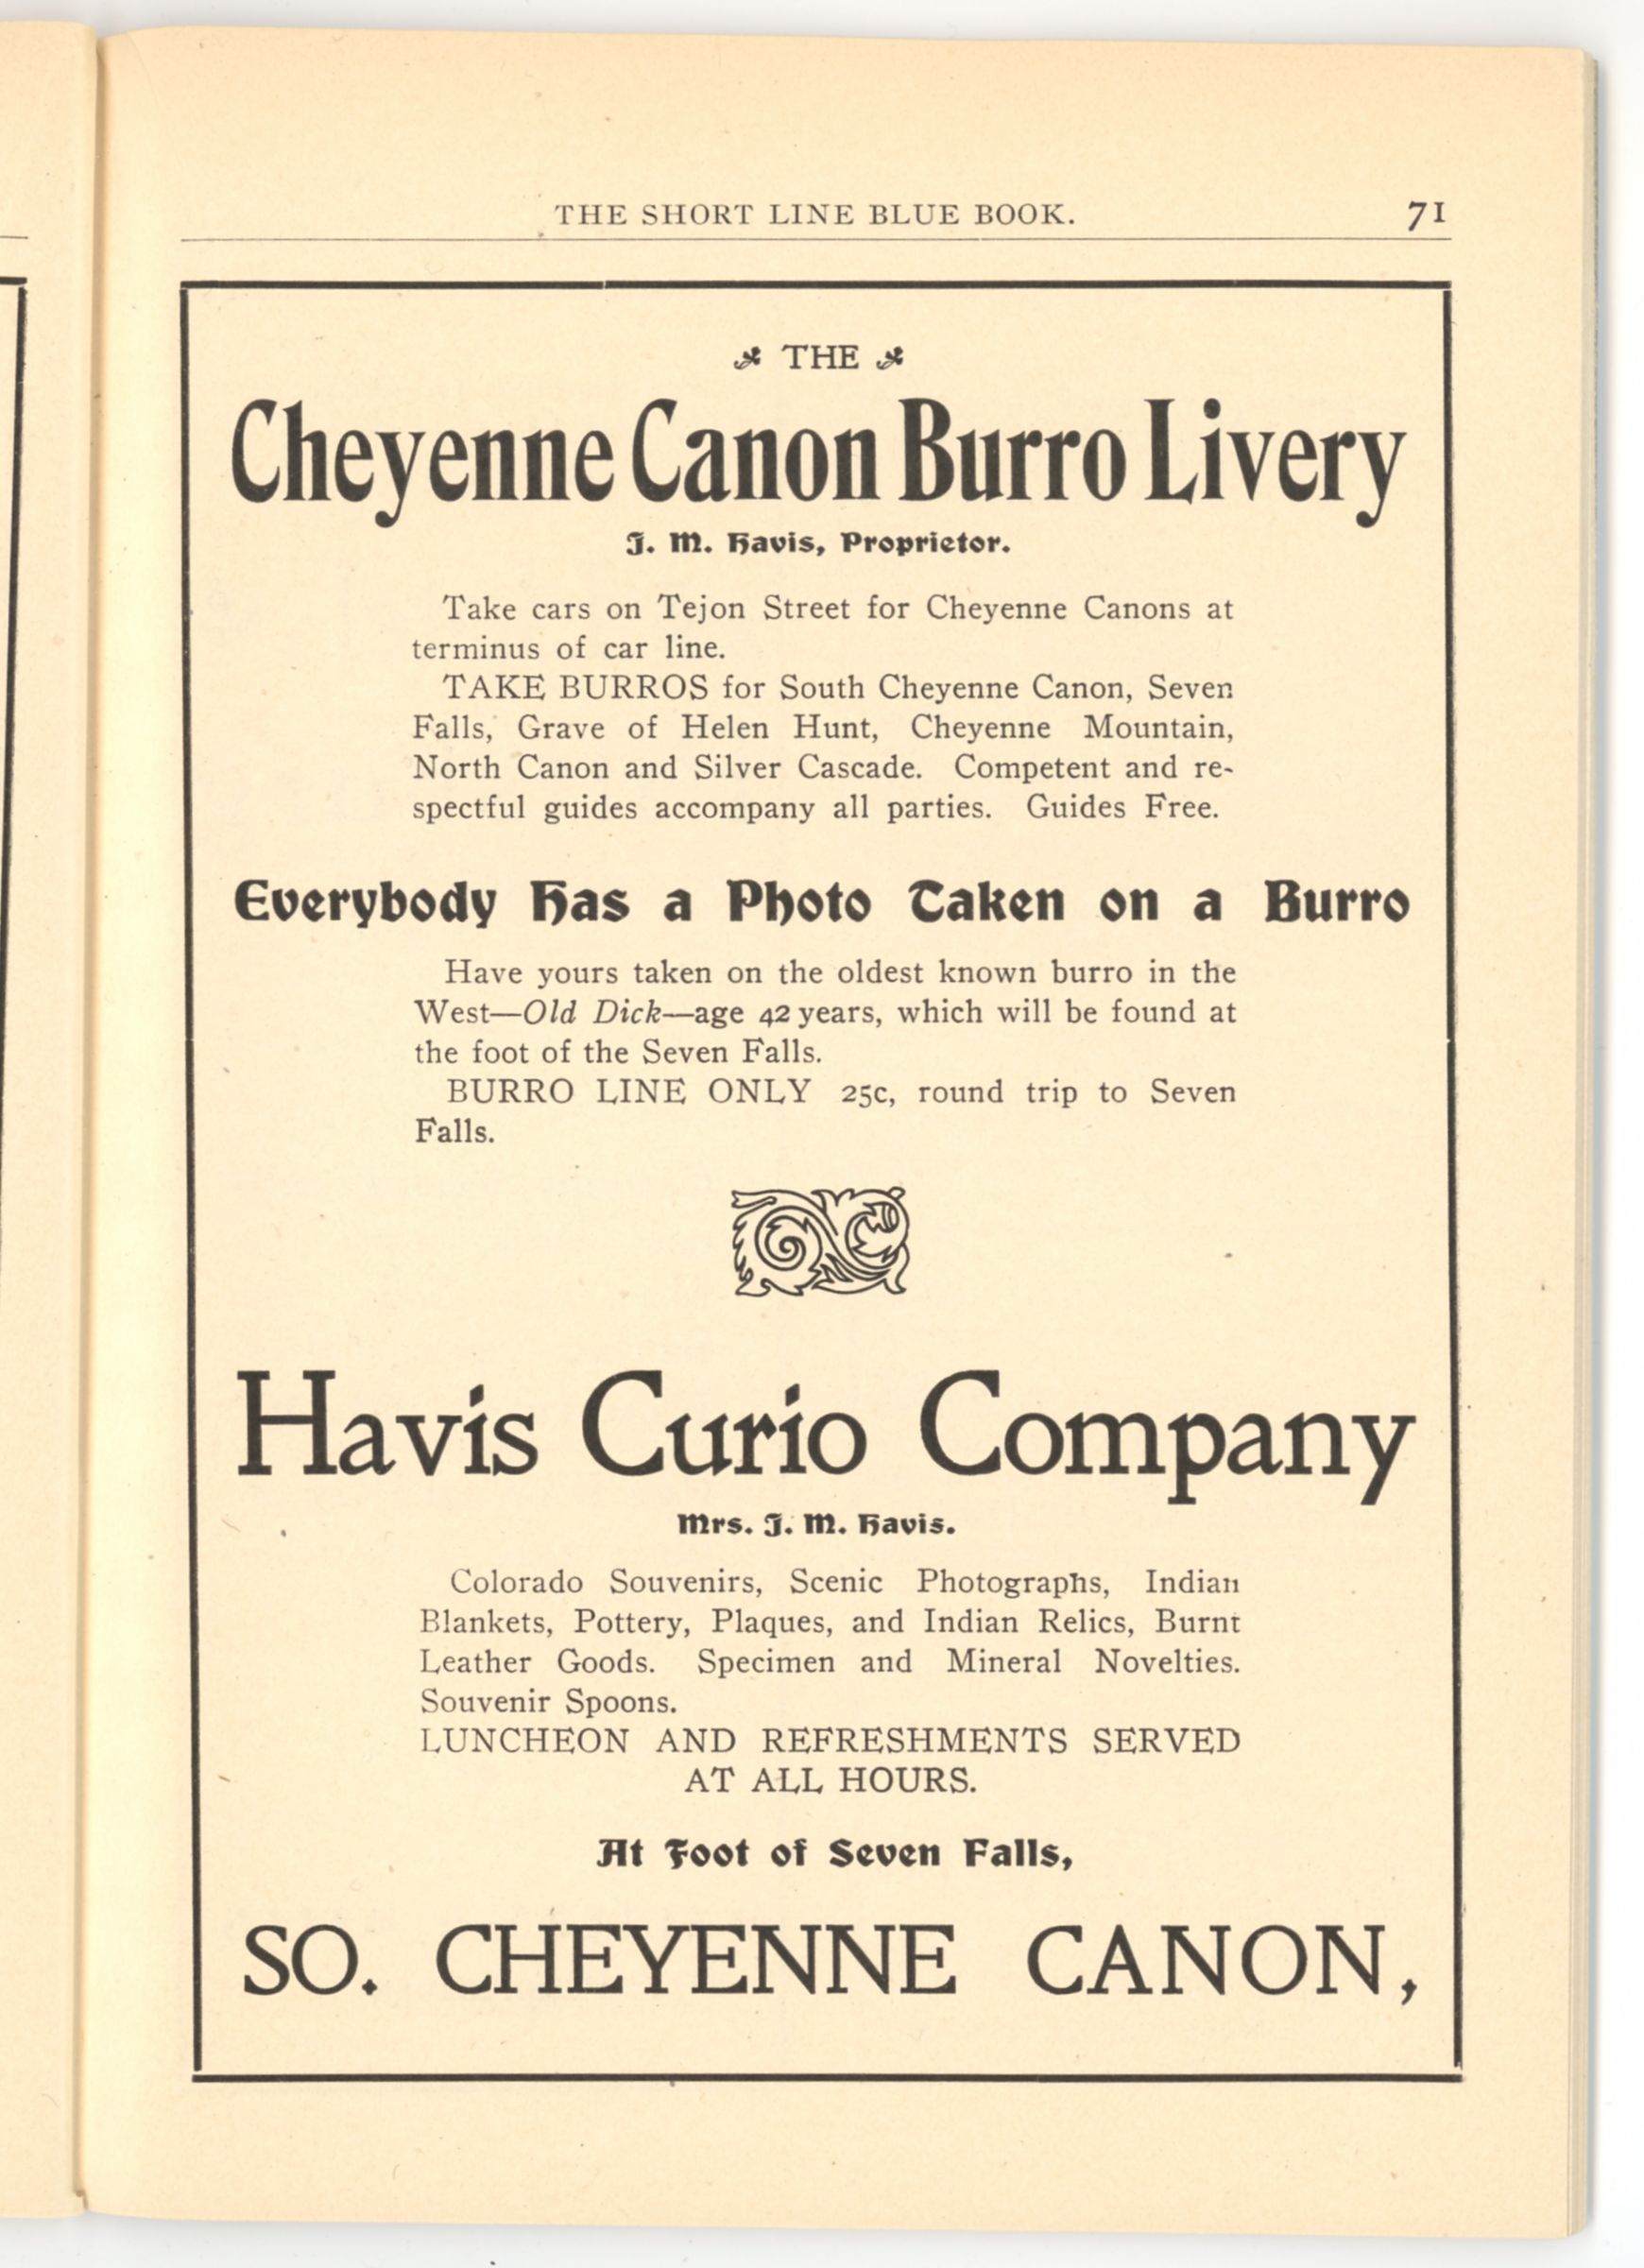 THE SHORT LINE BLUE BOOK. 71
THE
Cheyenne Canon Burro Livery
J. M. Havis, Proprietor.
Take cars on Tejon Street for Cheyenne Canons at
terminus of car line.
TAKE BURROS for South Cheyenne Canon, Seven
Falls, Grave of Helen Hunt, Cheyenne Mountain,
North Canon and Silver Cascade. Competent and re-
spectful guides accompany all parties. Guides Free.
Everybody Has a Photo Taken on a Burro
Have yours taken on the oldest known burro in the
West—Old Dick—age 42 years, which will be found at
the foot of the Seven Falls.
BURRO LINE ONLY 25c, round trip to Seven
Falls.
Havis Curio Company
Mrs. J. M. Havis.
Colorado Souvenirs, Scenic Photographs, Indian
Blankets, Pottery, Plaques, and Indian Relics, Burnt
Leather Goods. Specimen and Mineral Novelties.
Souvenir Spoons.
LUNCHEON AND REFRESHMENTS SERVED
AT ALL HOURS.
At Foot of Seven Falls,
SO. CHEYENNE CANON,